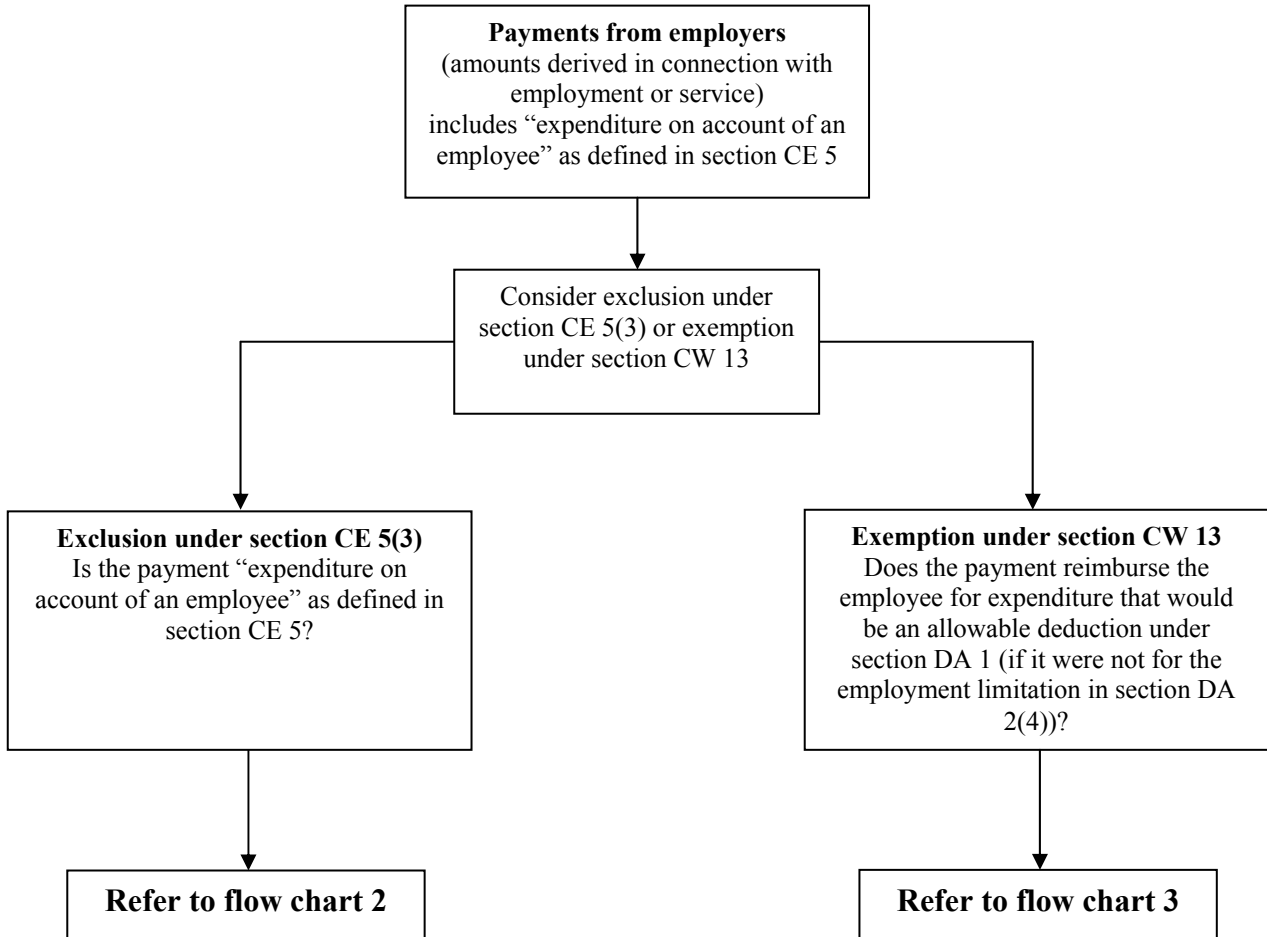 Payments from employers
(amounts derived in connection with
employment or service)
includes “expenditure on account of an
employee” as defined in section CE 5
Consider exclusion under
section CE 5(3) or exemption
under section CW 13
Exclusion under section CE 5(3)
Is the payment “expenditure on
account of an employee” as defined in
section CE 5?
Exemption under section CW 13
Does the payment reimburse the
employee for expenditure that would
be an allowable deduction under
section DA 1 (if it were not for the
employment limitation in section DA
2(4))?
Refer to flow chart 2
Refer to flow chart 3